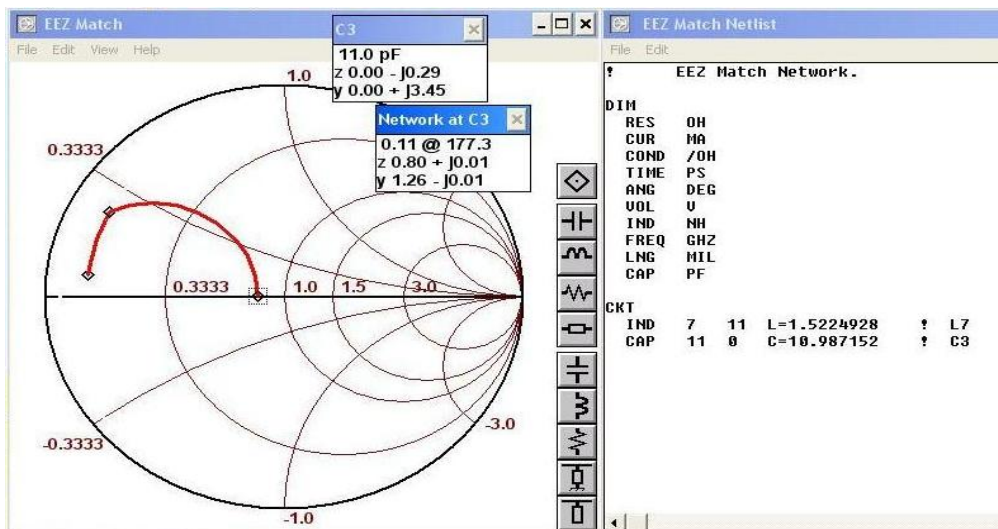 EEZ Match
File Edit View Help
C3
11.0 pF
z 0.00 - J0.29
y 0.00 + J3.45
Network at C3
0.11 @ 177.3
z 0.80 + J0.01
y 1.26 - J0.01
1.0
0.3333
0.3333
1.0
1.5
3.0
-0.3333
-3.0
-1.0
EEZ Match Netlist
File Edit
! EEZ Match Network.
DIM
RES OH
CUR MA
COND /OH
TIME PS
ANG DEG
VOL V
IND NH
FREQ GHZ
LNG MIL
CAP PF
CKT
IND 7 11 L=1.5224928 ! L7
CAP 11 0 C=10.987152 ! C3